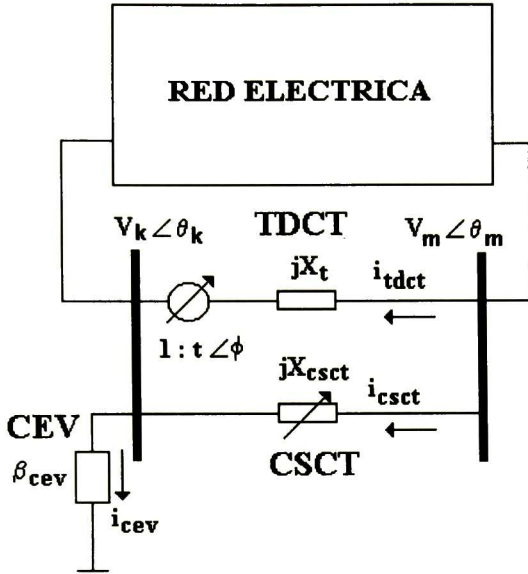 RED ELECTRICA
TDCT
V_k∠θ_k
V_m∠θ_m
jX_t
i_tdct
1 : t∠ϕ
jX_csct
i_csct
CEV
CSCT
β_cev
i_cev